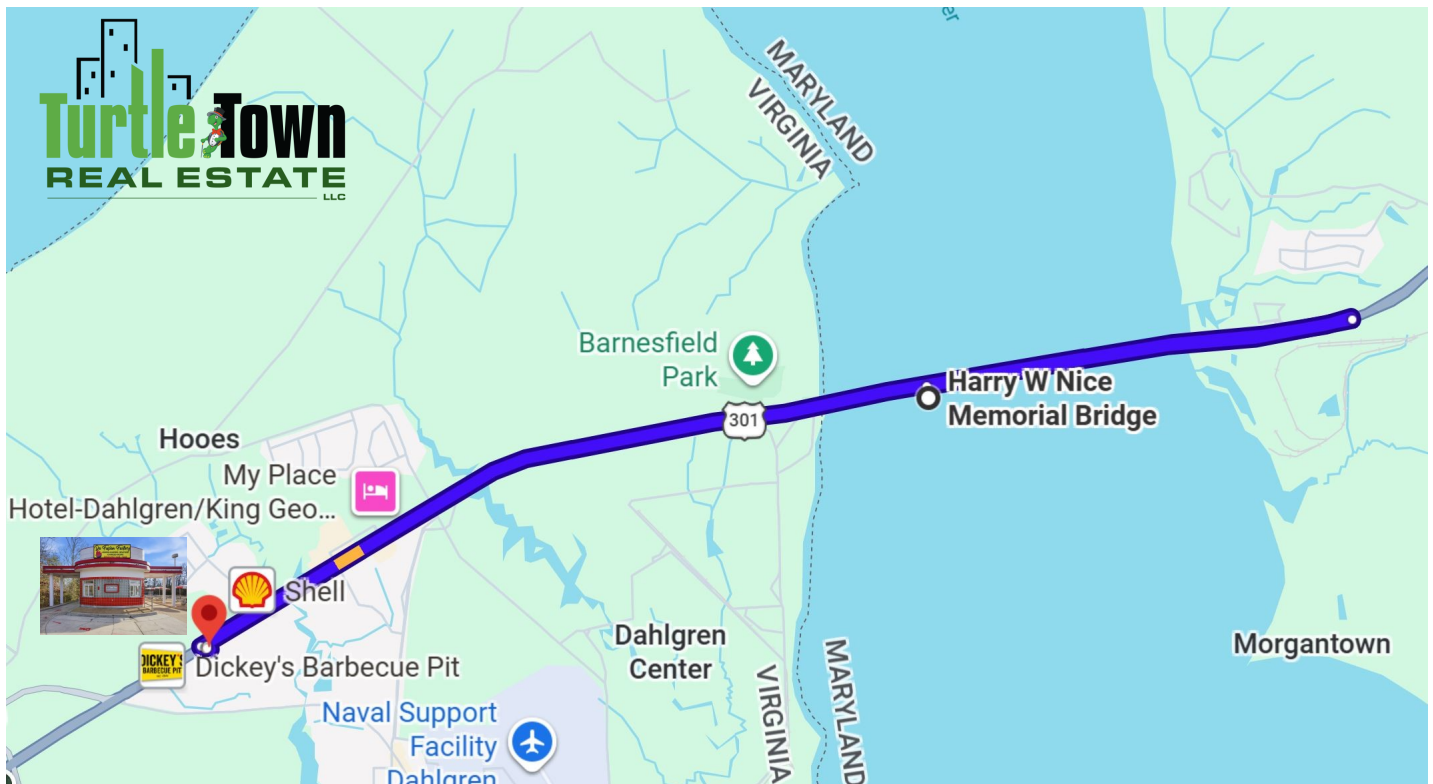 Turtle Town
REAL ESTATE
LLC
er
MARYLAND
VIRGINIA
Barnesfield
Park
301
Harry W Nice
Memorial Bridge
Hooes
My Place
Hotel-Dahlgren/King Geo...
Shell
DICKEY'S
BARBECUE PIT
Dickey's Barbecue Pit
Dahlgren
Center
Morgantown
VIRGINIA
MARYLAND
Naval Support
Facility
Dahlgren